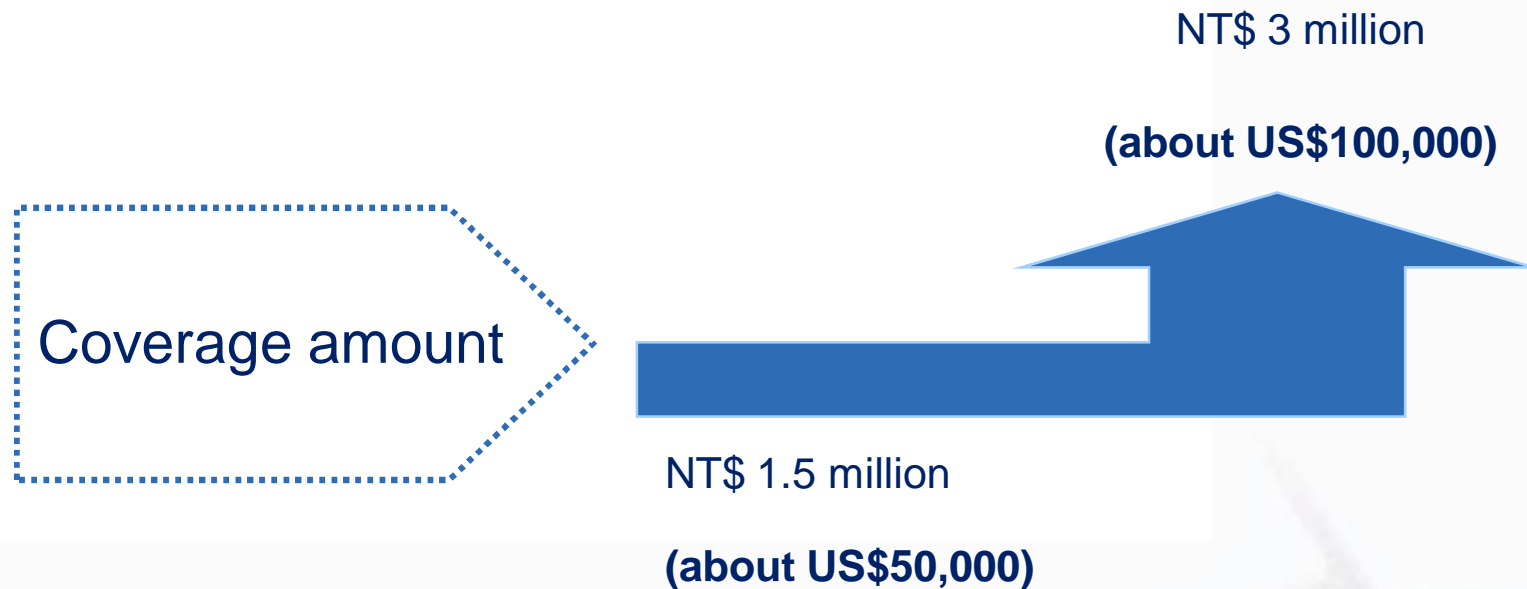 NT$ 3 million
(about US$100,000)
Coverage amount
NT$ 1.5 million
(about US$50,000)